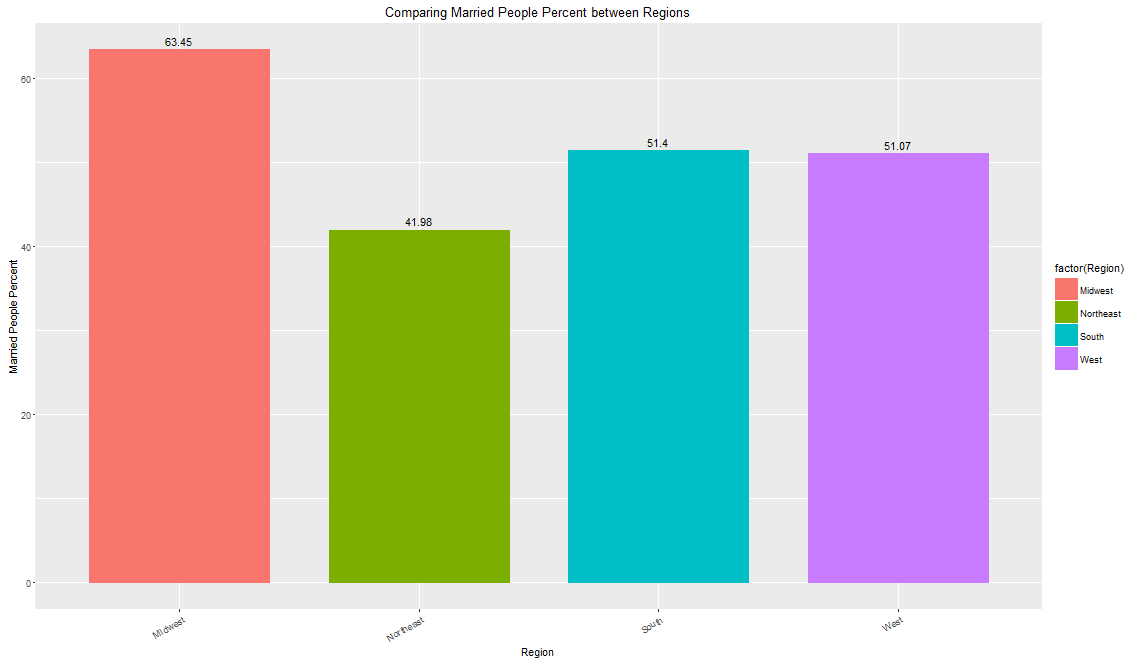 Comparing Married People Percent between Regions
63.45
41.98
51.4
51.07
60
40
20
0
Married People Percent
Midwest
Northeast
South
West
Region
factor(Region)
Midwest
Northeast
South
West